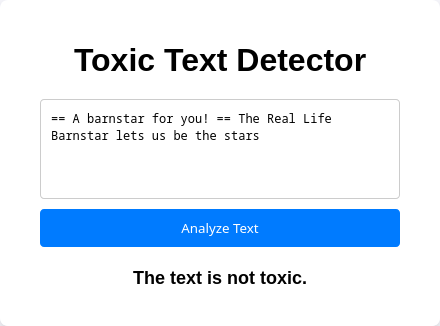 Toxic Text Detector
== A barnstar for you! == The Real Life
Barnstar lets us be the stars
Analyze Text
The text is not toxic.